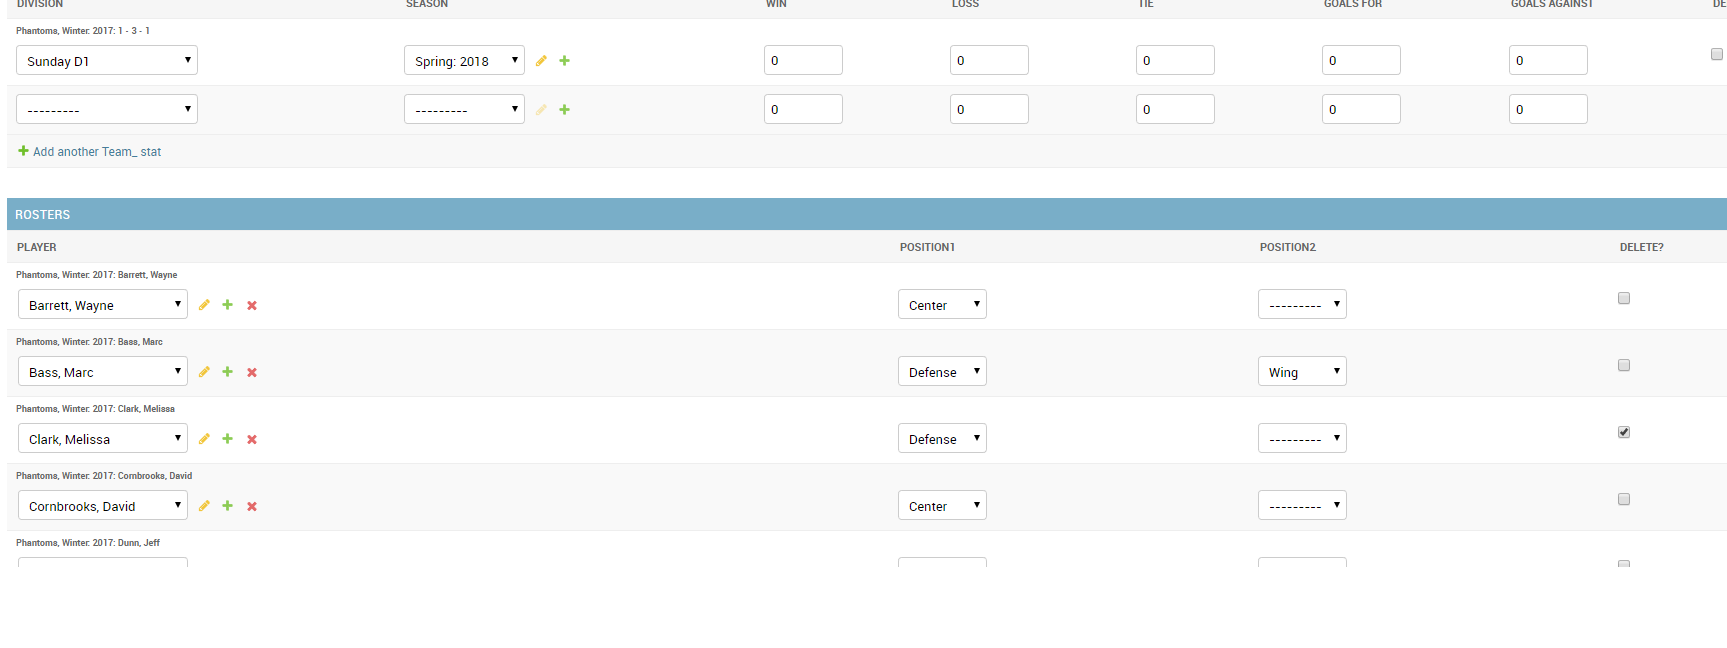 DIVISION SEASON WIN LOSS TIE GOALS FOR GOALS AGAINST DE
Phantoms, Winter: 2017: 1 - 3 - 1
Sunday D1 Spring: 2018 0 0 0 0 0
--------- --------- 0 0 0 0 0
Add another Team_ stat
ROSTERS
PLAYER POSITION1 POSITION2 DELETE?
Phantoms, Winter: 2017: Barrett, Wayne
Barrett, Wayne Center ---------
Phantoms, Winter: 2017: Bass, Marc
Bass, Marc Defense Wing
Phantoms, Winter: 2017: Clark, Melissa
Clark, Melissa Defense ---------
Phantoms, Winter: 2017: Cornbrooks, David
Cornbrooks, David Center ---------
Phantoms, Winter: 2017: Dunn, Jeff